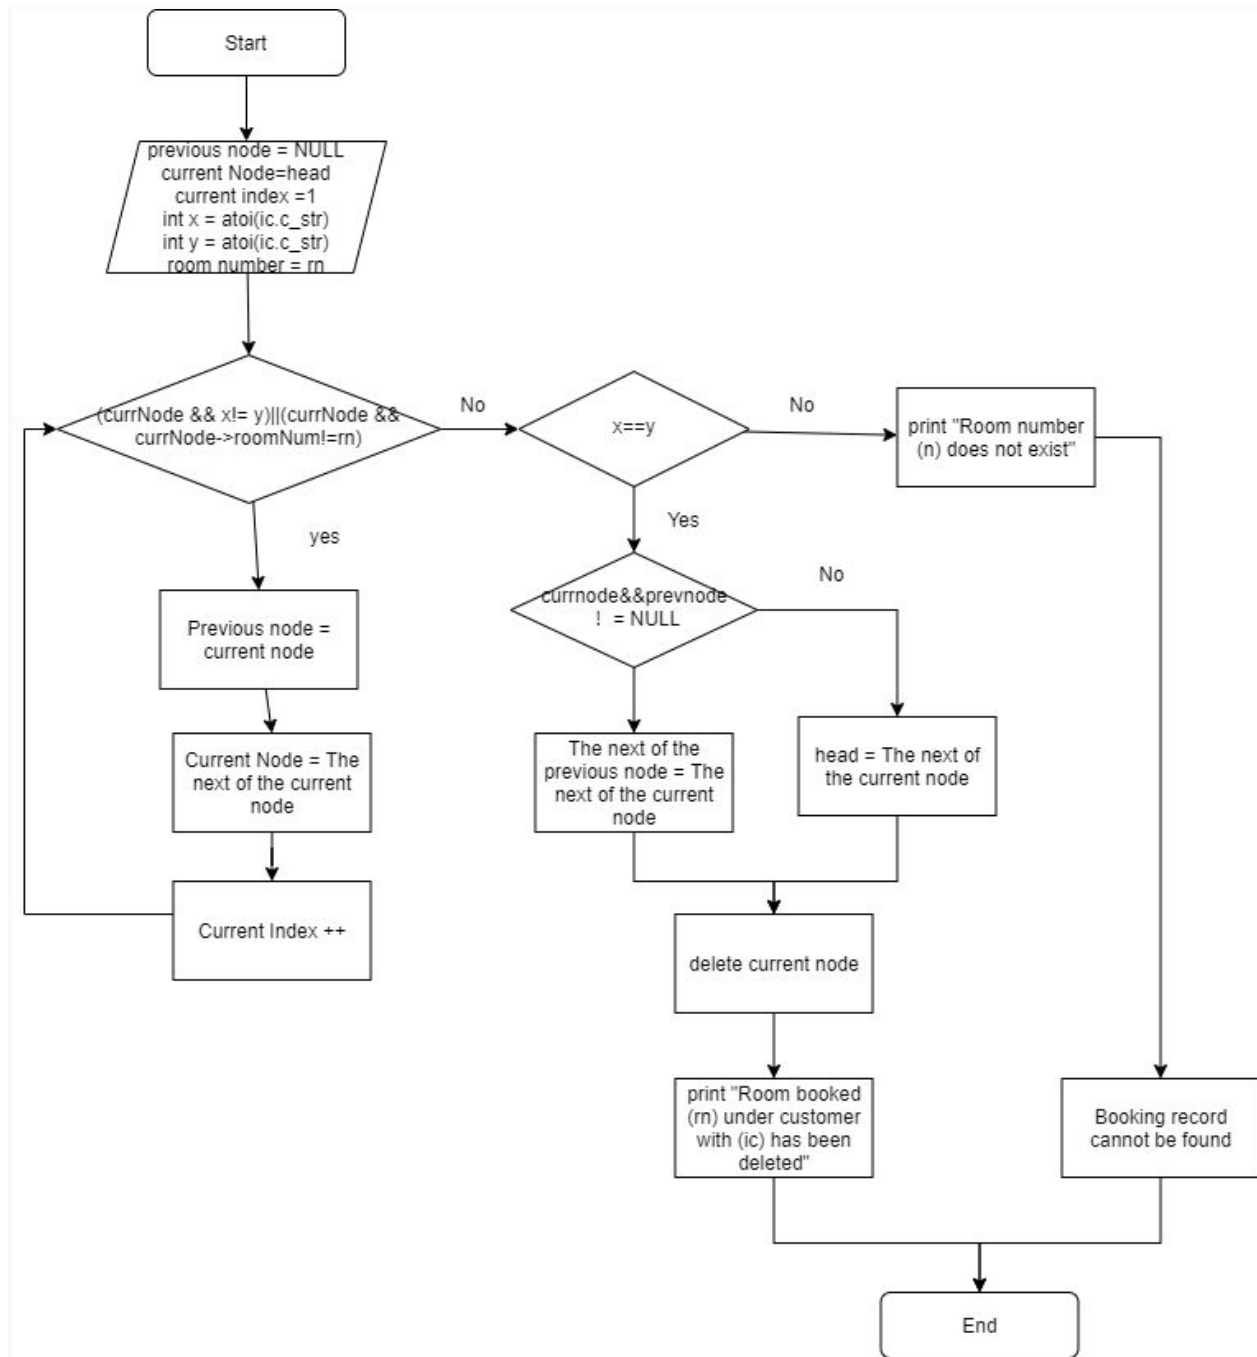 Start
previous node = NULL
current Node=head
current index =1
int x = atoi(ic.c_str)
int y = atoi(ic.c_str)
room number = rn
(currNode && x!= y)||(currNode &&
currNode->roomNum!=rn)
No
x==y
No
print "Room number
(n) does not exist"
yes
Yes
Previous node =
current node
currnode&&prevnode
! = NULL
No
Current Node = The
next of the current
node
The next of the
previous node = The
next of the current
node
head = The next of
the current node
Current Index ++
delete current node
print "Room booked
(rn) under customer
with (ic) has been
deleted"
Booking record
cannot be found
End